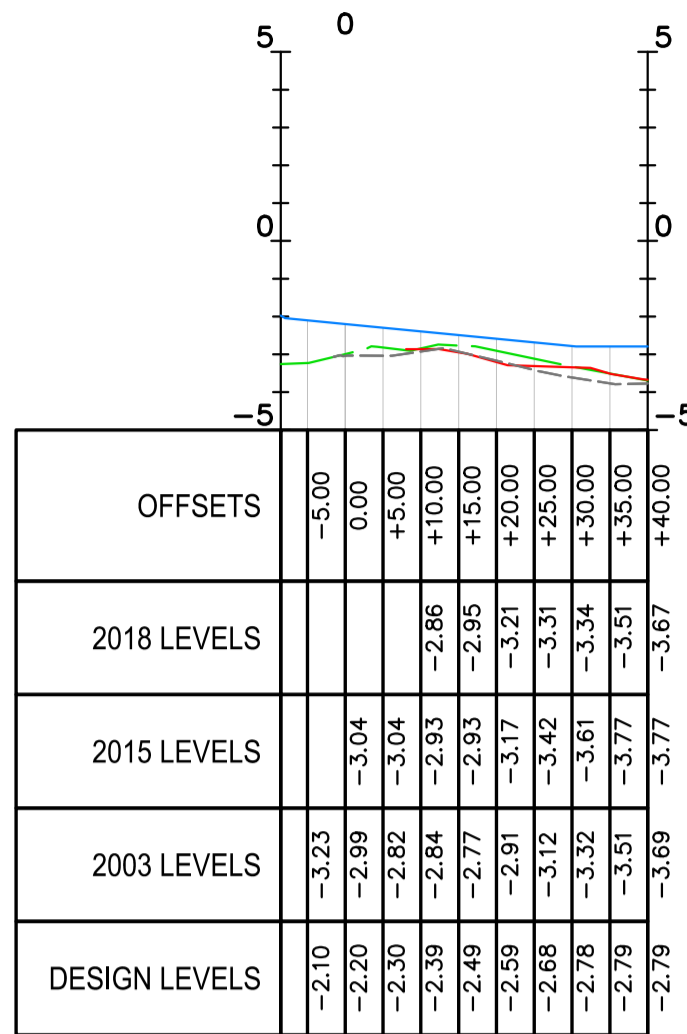 0
5 5
0 0
−5 −5
OFFSETS −5.00 0.00 +5.00 +10.00 +15.00 +20.00 +25.00 +30.00 +35.00 +40.00
2018 LEVELS −2.86 −2.95 −3.21 −3.31 −3.34 −3.51 −3.67
2015 LEVELS −3.04 −3.04 −2.93 −2.93 −3.17 −3.42 −3.61 −3.77 −3.77
2003 LEVELS −3.23 −2.99 −2.82 −2.84 −2.77 −2.91 −3.12 −3.32 −3.51 −3.69
DESIGN LEVELS −2.10 −2.20 −2.30 −2.39 −2.49 −2.59 −2.68 −2.78 −2.79 −2.79